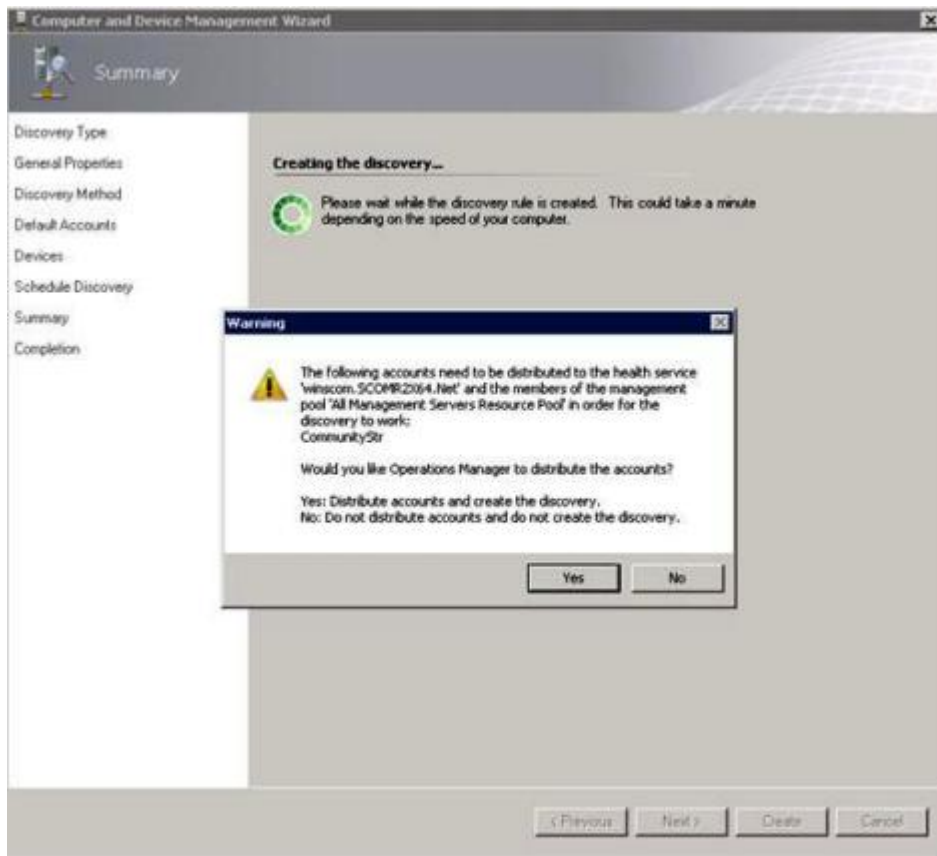 Computer and Device Management Wizard
Summary
Discovery Type
General Properties
Discovery Method
Default Accounts
Devices
Schedule Discovery
Summary
Completion
Creating the discovery...
Please wait while the discovery rule is created. This could take a minute
depending on the speed of your computer.
Warning
The following accounts need to be distributed to the health service
'winscom.SCOMR2X64.Net' and the members of the management
pool 'All Management Servers Resource Pool' in order for the
discovery to work:
CommunityStr
Would you like Operations Manager to distribute the accounts?
Yes: Distribute accounts and create the discovery.
No: Do not distribute accounts and do not create the discovery.
Yes
No
< Previous
Next >
Create
Cancel